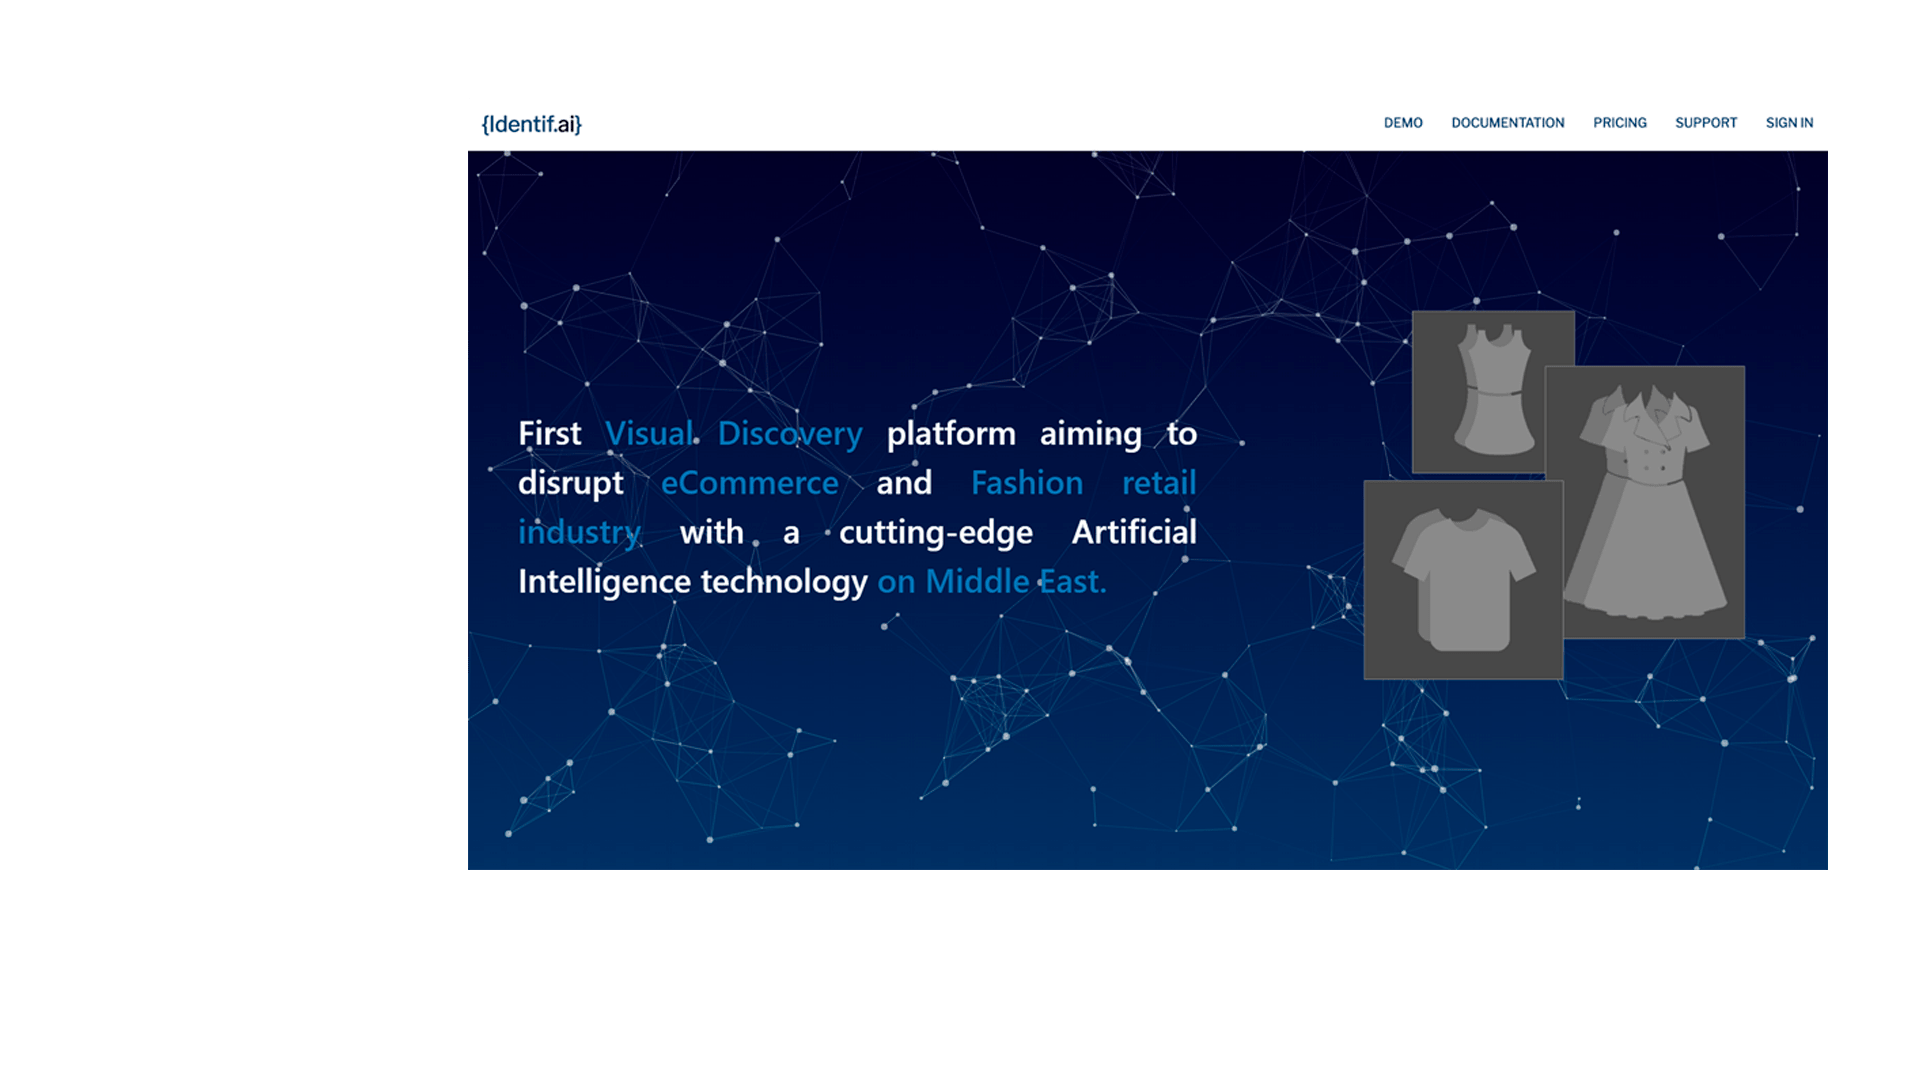 {Identif.ai}
DEMO DOCUMENTATION PRICING SUPPORT SIGN IN
First Visual Discovery platform aiming to
disrupt eCommerce and Fashion retail
industry with a cutting-edge Artificial
Intelligence technology on Middle East.